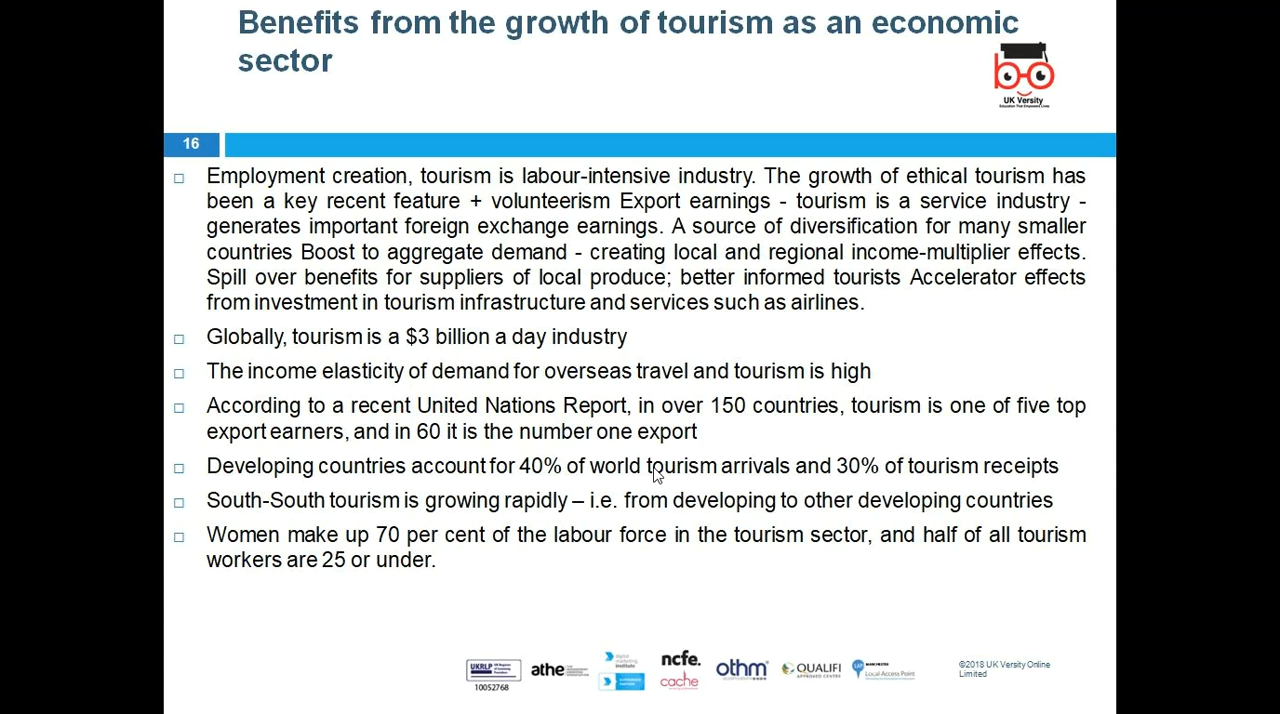 Benefits from the growth of tourism as an economic
sector
UK Versity
16
Employment creation, tourism is labour-intensive industry. The growth of ethical tourism has
been a key recent feature + volunteerism Export earnings - tourism is a service industry -
generates important foreign exchange earnings. A source of diversification for many smaller
countries Boost to aggregate demand - creating local and regional income-multiplier effects.
Spill over benefits for suppliers of local produce; better informed tourists Accelerator effects
from investment in tourism infrastructure and services such as airlines.
Globally, tourism is a $3 billion a day industry
The income elasticity of demand for overseas travel and tourism is high
According to a recent United Nations Report, in over 150 countries, tourism is one of five top
export earners, and in 60 it is the number one export
Developing countries account for 40% of world tourism arrivals and 30% of tourism receipts
South-South tourism is growing rapidly – i.e. from developing to other developing countries
Women make up 70 per cent of the labour force in the tourism sector, and half of all tourism
workers are 25 or under.
UKRLP
10052768
athe
digital
marketing
institute
ncfe.
cache
othm
QUALIFI
APPROVED CENTRE
Local Access Point
©2018 UK Versity Online
Limited